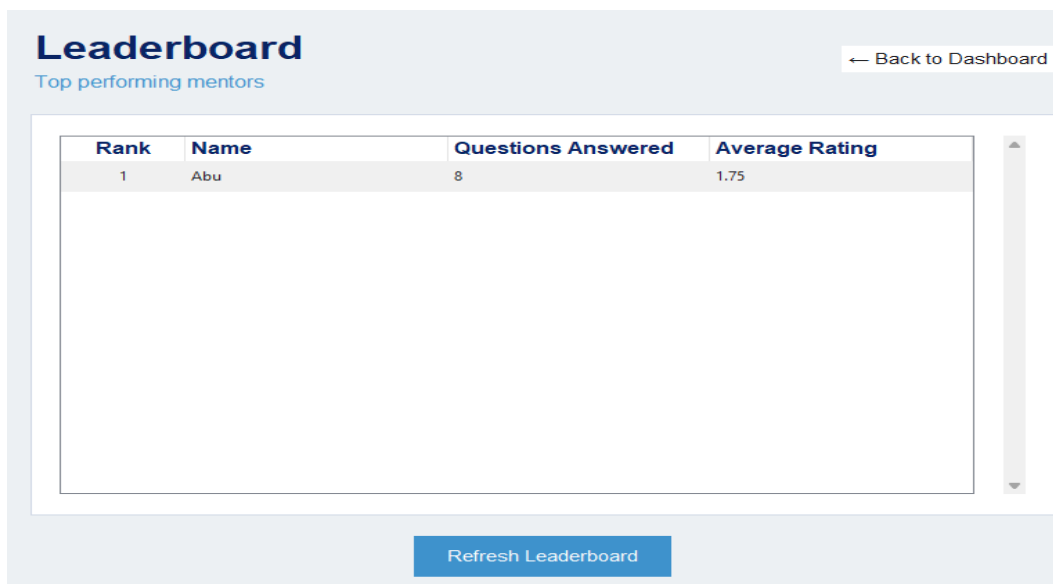 Leaderboard
← Back to Dashboard
Top performing mentors
Rank Name Questions Answered Average Rating
1 Abu 8 1.75
Refresh Leaderboard